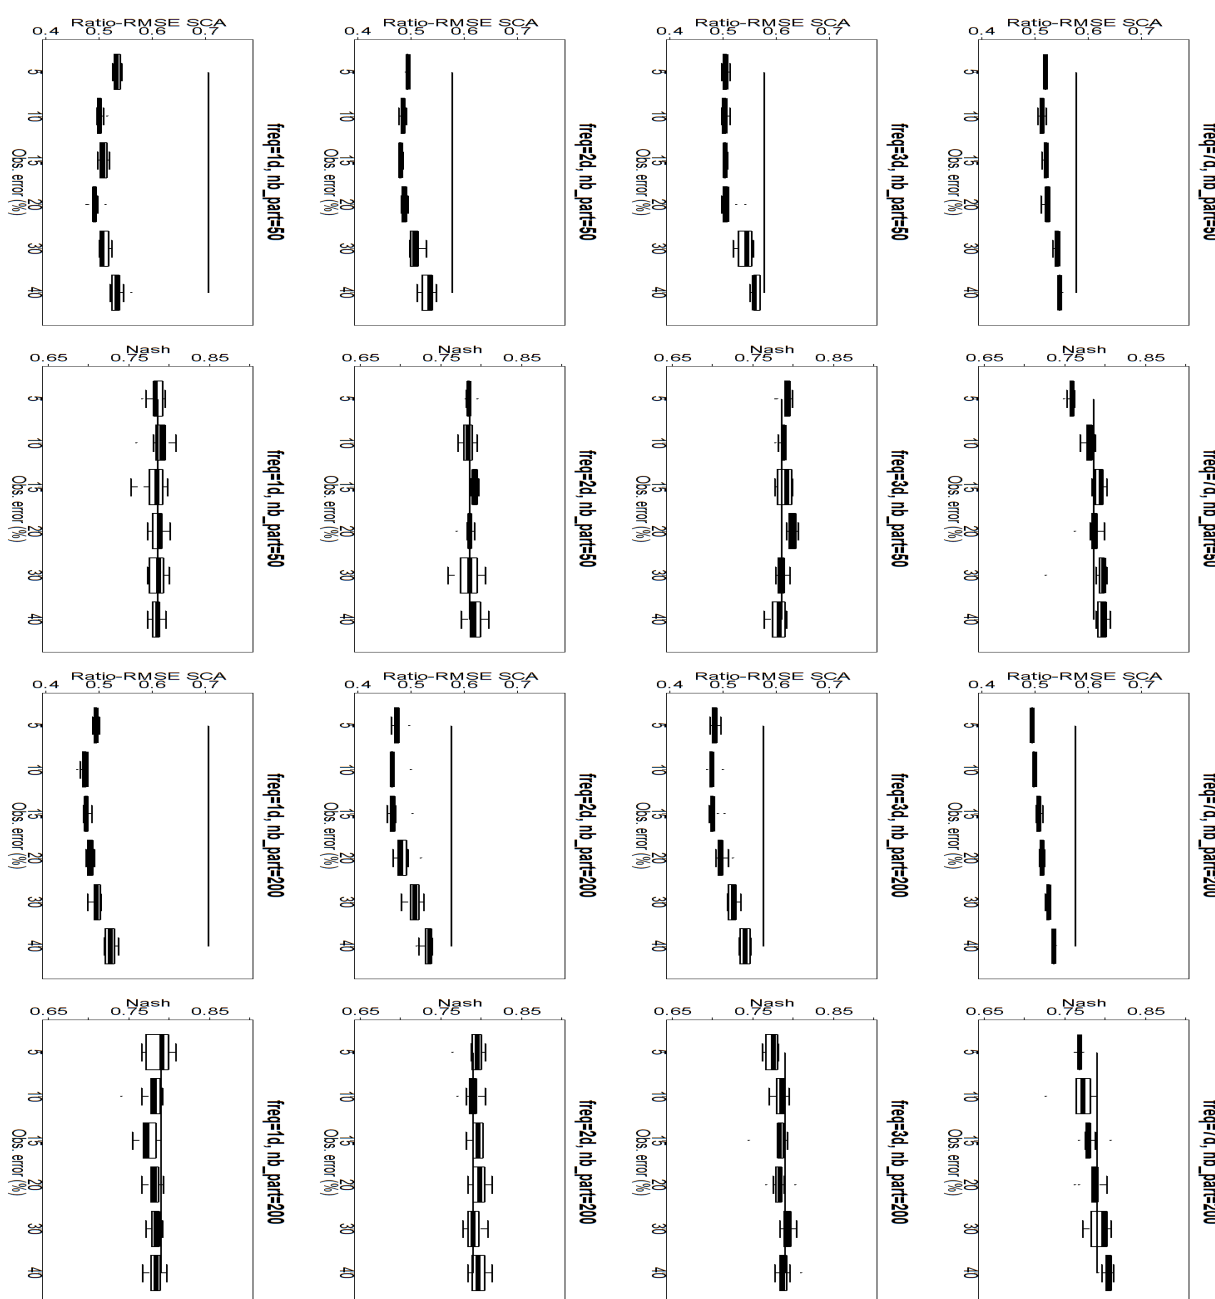 freq=7d, nb_part=50
Ratio-RMSE SCA
0.4 0.5 0.6 0.7
5 10 15 20 30 40
Obs. error (%)
freq=7d, nb_part=50
Nash
0.65 0.75 0.85
5 10 15 20 30 40
Obs. error (%)
freq=7d, nb_part=200
Ratio-RMSE SCA
0.4 0.5 0.6 0.7
5 10 15 20 30 40
Obs. error (%)
freq=7d, nb_part=200
Nash
0.65 0.75 0.85
5 10 15 20 30 40
Obs. error (%)
freq=3d, nb_part=50
Ratio-RMSE SCA
0.4 0.5 0.6 0.7
5 10 15 20 30 40
Obs. error (%)
freq=3d, nb_part=50
Nash
0.65 0.75 0.85
5 10 15 20 30 40
Obs. error (%)
freq=3d, nb_part=200
Ratio-RMSE SCA
0.4 0.5 0.6 0.7
5 10 15 20 30 40
Obs. error (%)
freq=3d, nb_part=200
Nash
0.65 0.75 0.85
5 10 15 20 30 40
Obs. error (%)
freq=2d, nb_part=50
Ratio-RMSE SCA
0.4 0.5 0.6 0.7
5 10 15 20 30 40
Obs. error (%)
freq=2d, nb_part=50
Nash
0.65 0.75 0.85
5 10 15 20 30 40
Obs. error (%)
freq=2d, nb_part=200
Ratio-RMSE SCA
0.4 0.5 0.6 0.7
5 10 15 20 30 40
Obs. error (%)
freq=2d, nb_part=200
Nash
0.65 0.75 0.85
5 10 15 20 30 40
Obs. error (%)
freq=1d, nb_part=50
Ratio-RMSE SCA
0.4 0.5 0.6 0.7
5 10 15 20 30 40
Obs. error (%)
freq=1d, nb_part=50
Nash
0.65 0.75 0.85
5 10 15 20 30 40
Obs. error (%)
freq=1d, nb_part=200
Ratio-RMSE SCA
0.4 0.5 0.6 0.7
5 10 15 20 30 40
Obs. error (%)
freq=1d, nb_part=200
Nash
0.65 0.75 0.85
5 10 15 20 30 40
Obs. error (%)